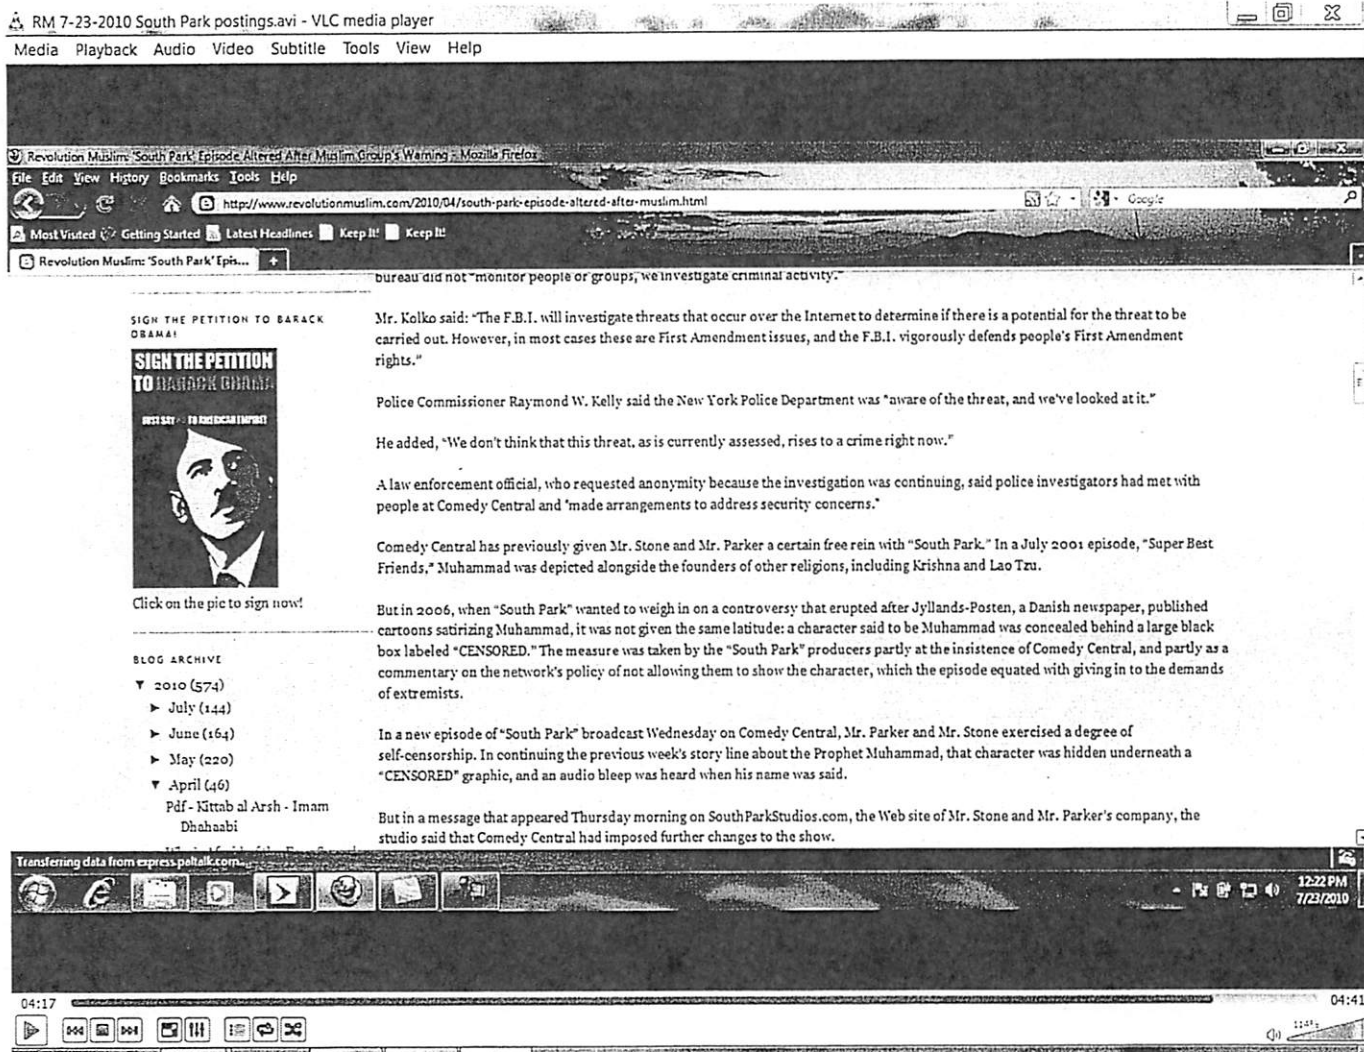 RM 7-23-2010 South Park postings.avi - VLC media player
Media Playback Audio Video Subtitle Tools View Help
Revolution Muslim: 'South Park' Episode Altered After Muslim Group's Warning - Mozilla Firefox
File Edit View History Bookmarks Tools Help
http://www.revolutionmuslim.com/2010/04/south-park-episode-altered-after-muslim.html
Google
Most Visited Getting Started Latest Headlines Keep It! Keep It!
Revolution Muslim: 'South Park' Epis...
bureau did not "monitor people or groups, we investigate criminal activity."
SIGN THE PETITION TO BARACK
OBAMA!
SIGN THE PETITION
TO BARACK OBAMA
JUST SAY NO TO AMERICAN EMPIRE!
Click on the pic to sign now!
BLOG ARCHIVE
▼ 2010 (574)
► July (144)
► June (164)
► May (220)
▼ April (46)
Pdf - Kittab al Arsh - Imam
Dhahaabi
Mr. Kolko said: "The F.B.I. will investigate threats that occur over the Internet to determine if there is a potential for the threat to be
carried out. However, in most cases these are First Amendment issues, and the F.B.I. vigorously defends people's First Amendment
rights."
Police Commissioner Raymond W. Kelly said the New York Police Department was "aware of the threat, and we've looked at it."
He added, "We don't think that this threat, as is currently assessed, rises to a crime right now."
A law enforcement official, who requested anonymity because the investigation was continuing, said police investigators had met with
people at Comedy Central and "made arrangements to address security concerns."
Comedy Central has previously given Mr. Stone and Mr. Parker a certain free rein with "South Park." In a July 2001 episode, "Super Best
Friends," Muhammad was depicted alongside the founders of other religions, including Krishna and Lao Tzu.
But in 2006, when "South Park" wanted to weigh in on a controversy that erupted after Jyllands-Posten, a Danish newspaper, published
cartoons satirizing Muhammad, it was not given the same latitude: a character said to be Muhammad was concealed behind a large black
box labeled "CENSORED." The measure was taken by the "South Park" producers partly at the insistence of Comedy Central, and partly as a
commentary on the network's policy of not allowing them to show the character, which the episode equated with giving in to the demands
of extremists.
In a new episode of "South Park" broadcast Wednesday on Comedy Central, Mr. Parker and Mr. Stone exercised a degree of
self-censorship. In continuing the previous week's story line about the Prophet Muhammad, that character was hidden underneath a
"CENSORED" graphic, and an audio bleep was heard when his name was said.
But in a message that appeared Thursday morning on SouthParkStudios.com, the Web site of Mr. Stone and Mr. Parker's company, the
studio said that Comedy Central had imposed further changes to the show.
Transferring data from express.paltalk.com...
12:22 PM
7/23/2010
04:17
04:41